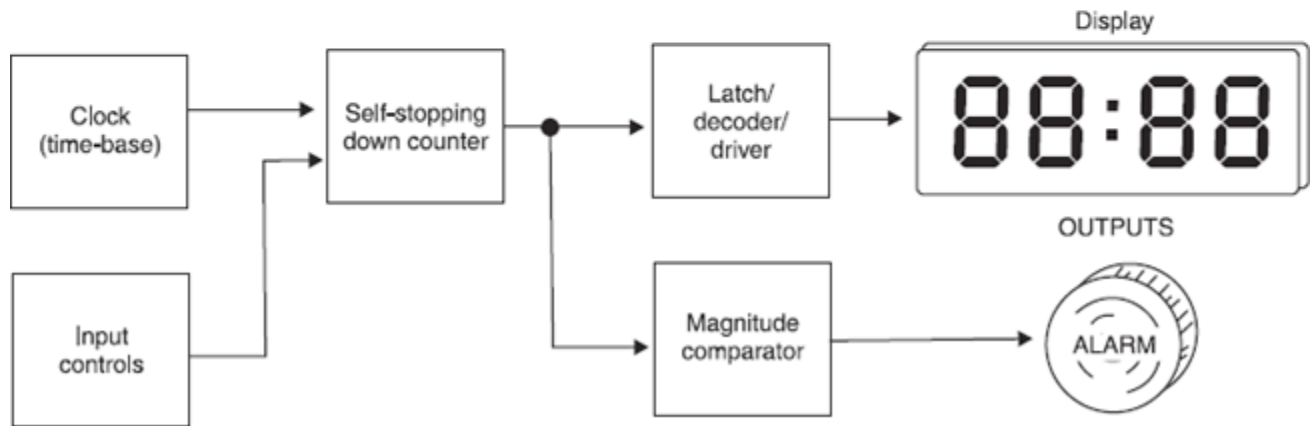 Display
Clock
(time-base)
Self-stopping
down counter
Latch/
decoder/
driver
88:88
OUTPUTS
Input
controls
Magnitude
comparator
ALARM